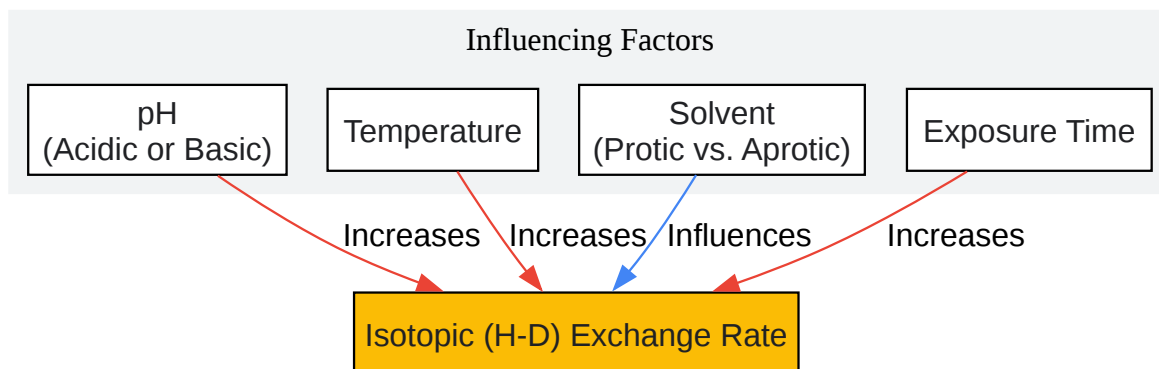 Influencing Factors
pH
(Acidic or Basic)
Temperature
Solvent
(Protic vs. Aprotic)
Exposure Time
Increases
Increases
Influences
Increases
Isotopic (H-D) Exchange Rate